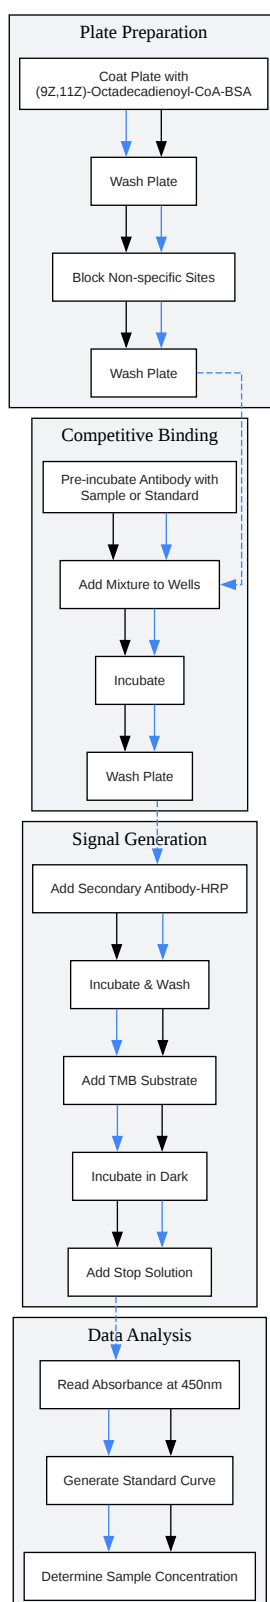 Plate Preparation
Coat Plate with
(9Z,11Z)-Octadecadienoyl-CoA-BSA
Wash Plate
Block Non-specific Sites
Wash Plate
Competitive Binding
Pre-incubate Antibody with
Sample or Standard
Add Mixture to Wells
Incubate
Wash Plate
Signal Generation
Add Secondary Antibody-HRP
Incubate & Wash
Add TMB Substrate
Incubate in Dark
Add Stop Solution
Data Analysis
Read Absorbance at 450nm
Generate Standard Curve
Determine Sample Concentration